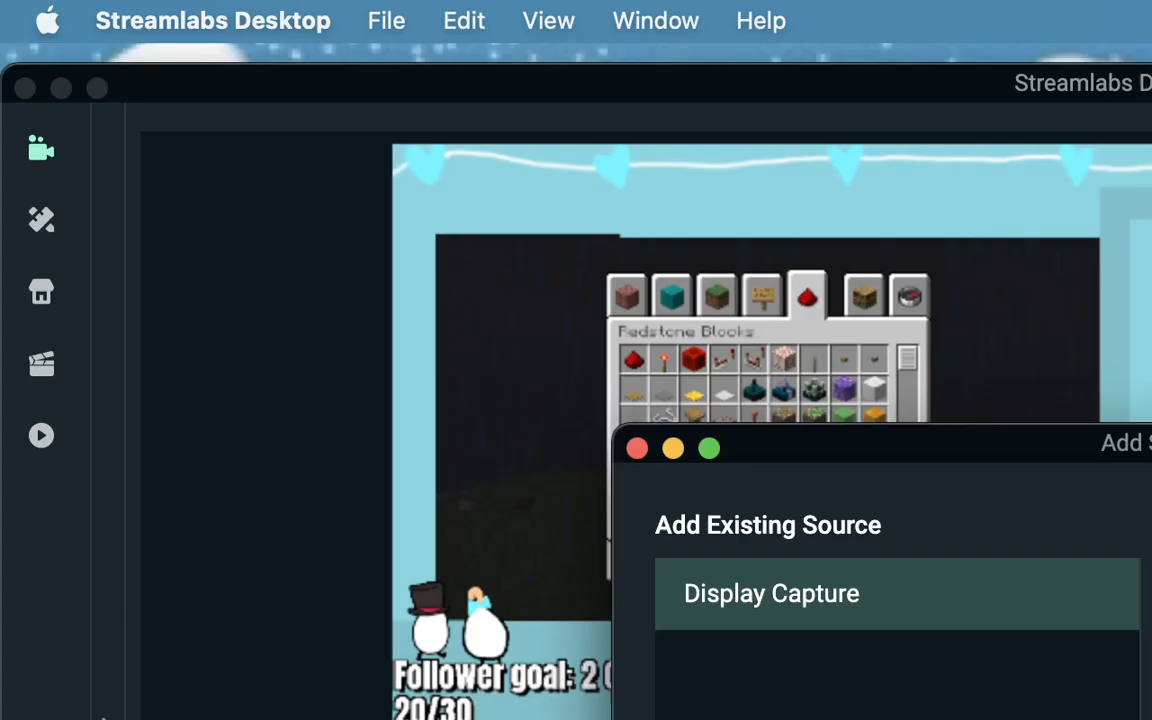 Streamlabs Desktop File Edit View Window Help
Streamlabs D
Redstone Blocks
Add
Add Existing Source
Display Capture
Follower goal: 2
20/30